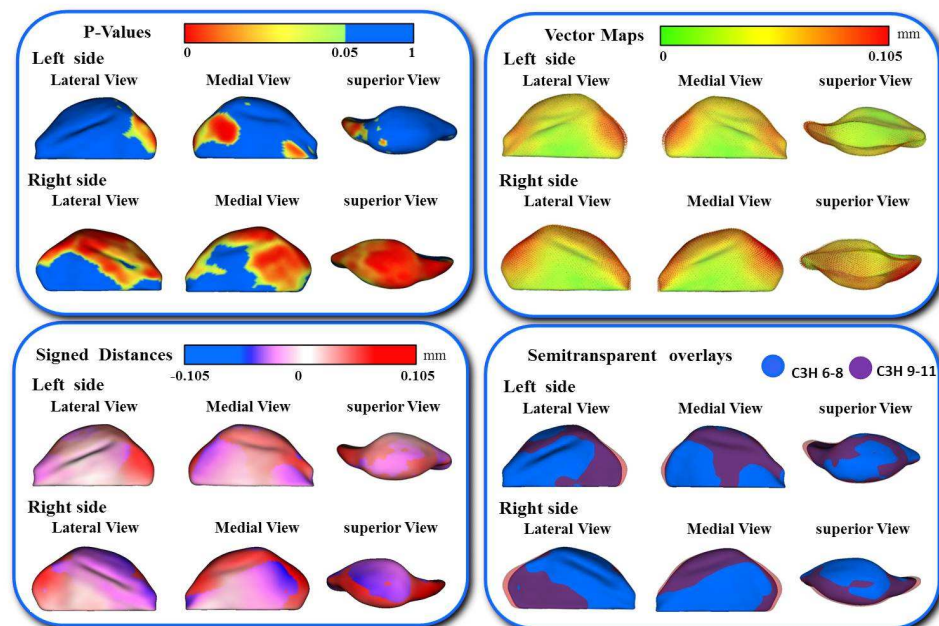 P-Values
0
0.05
1
Left side
Lateral View
Medial View
superior View
Right side
Lateral View
Medial View
superior View
Vector Maps
mm
0
0.105
Left side
Lateral View
Medial View
superior View
Right side
Lateral View
Medial View
superior View
Signed Distances
mm
-0.105
0
0.105
Left side
Lateral View
Medial View
superior View
Right side
Lateral View
Medial View
superior View
Semitransparent overlays
C3H 6-8
C3H 9-11
Left side
Lateral View
Medial View
superior View
Right side
Lateral View
Medial View
superior View